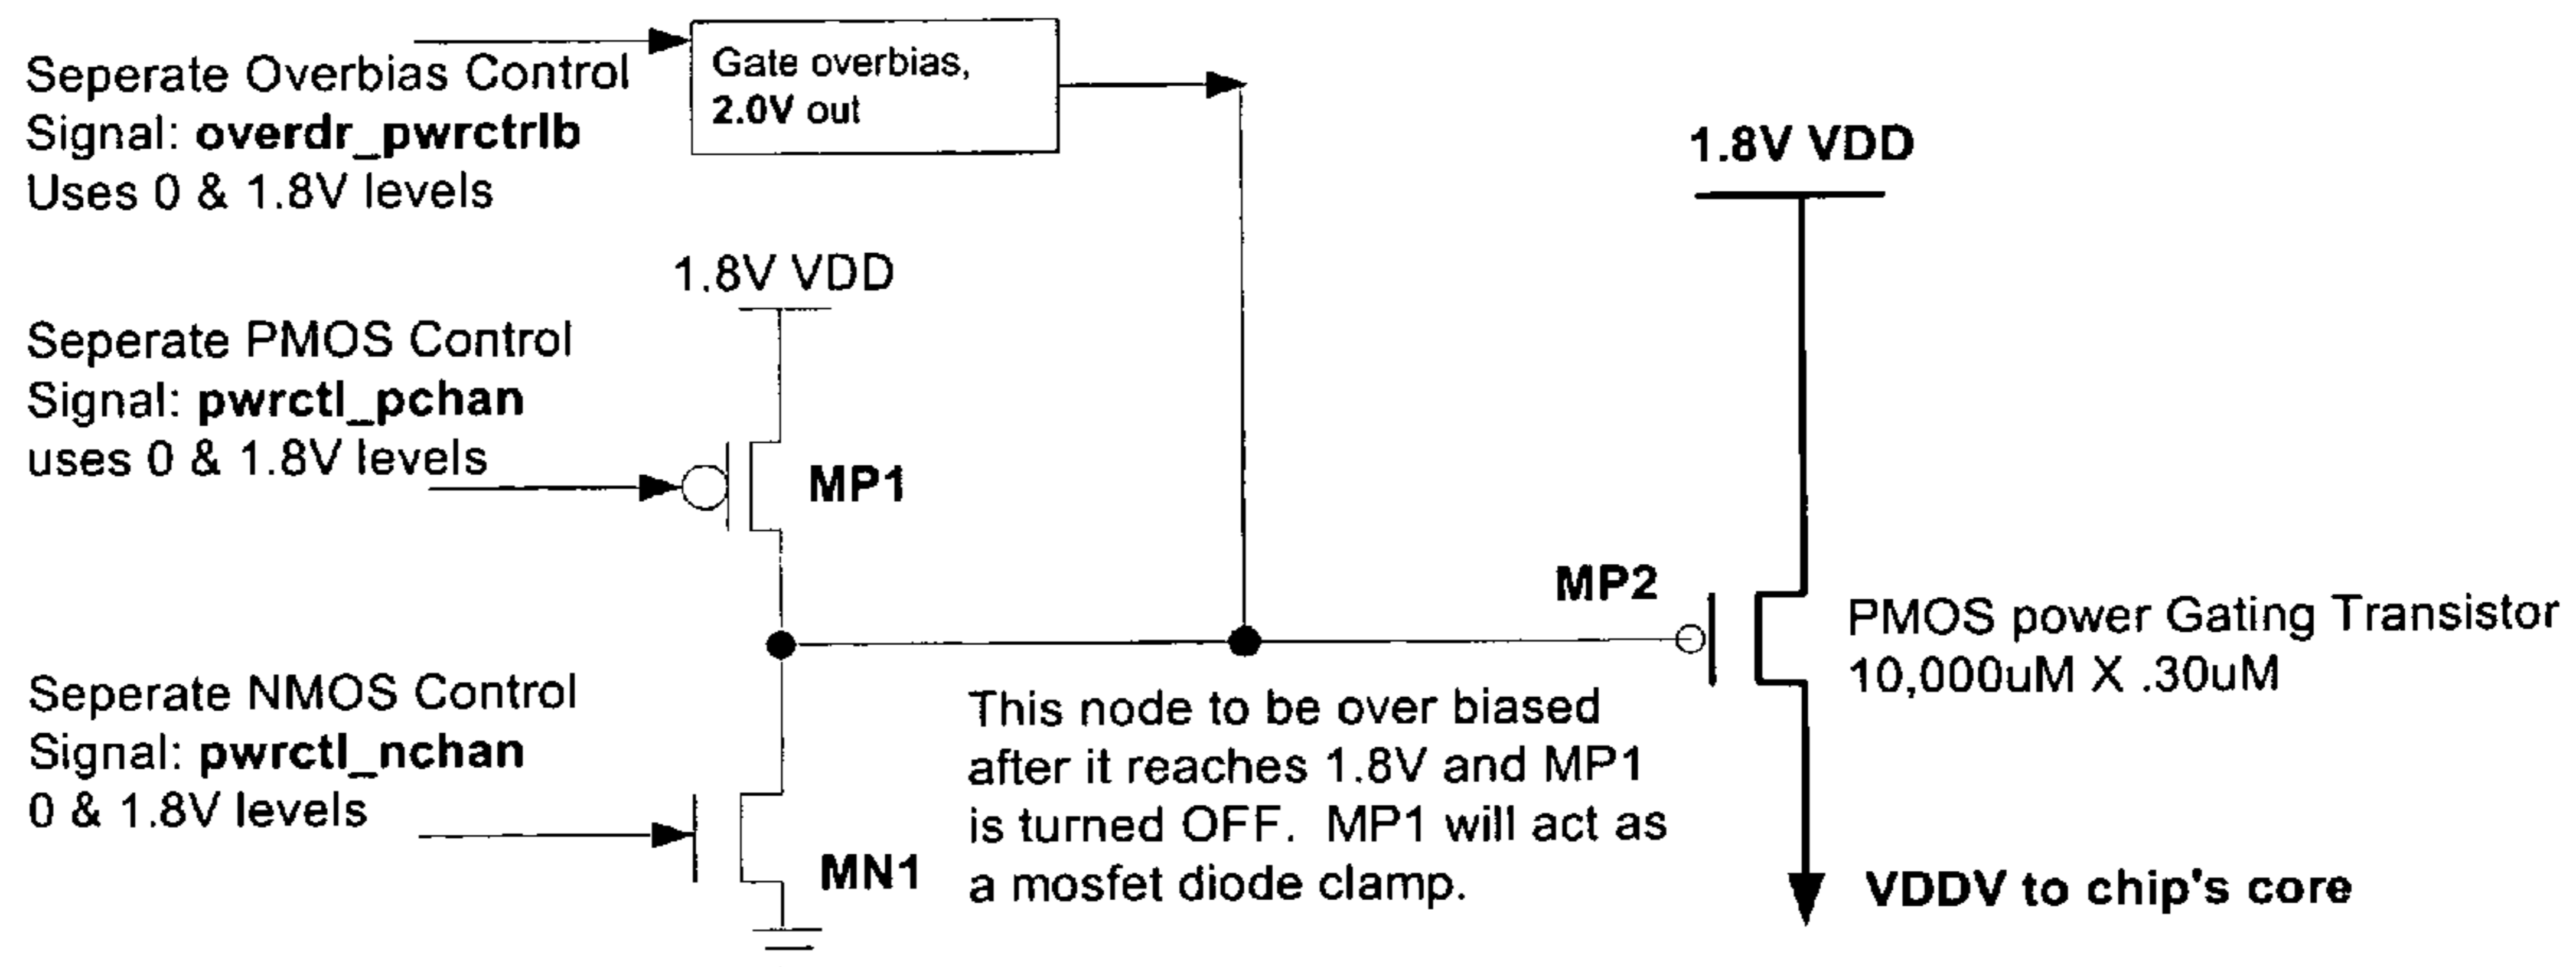 Seperate Overbias Control
Signal: overdr_pwrctrlb
Uses 0 & 1.8V levels
Gate overbias,
2.0V out
1.8V VDD
1.8V VDD
Seperate PMOS Control
Signal: pwrctl_pchan
uses 0 & 1.8V levels
MP1
MP2
PMOS power Gating Transistor
10,000uM X .30uM
Seperate NMOS Control
Signal: pwrctl_nchan
0 & 1.8V levels
MN1
This node to be over biased
after it reaches 1.8V and MP1
is turned OFF. MP1 will act as
a mosfet diode clamp.
VDDV to chip's core